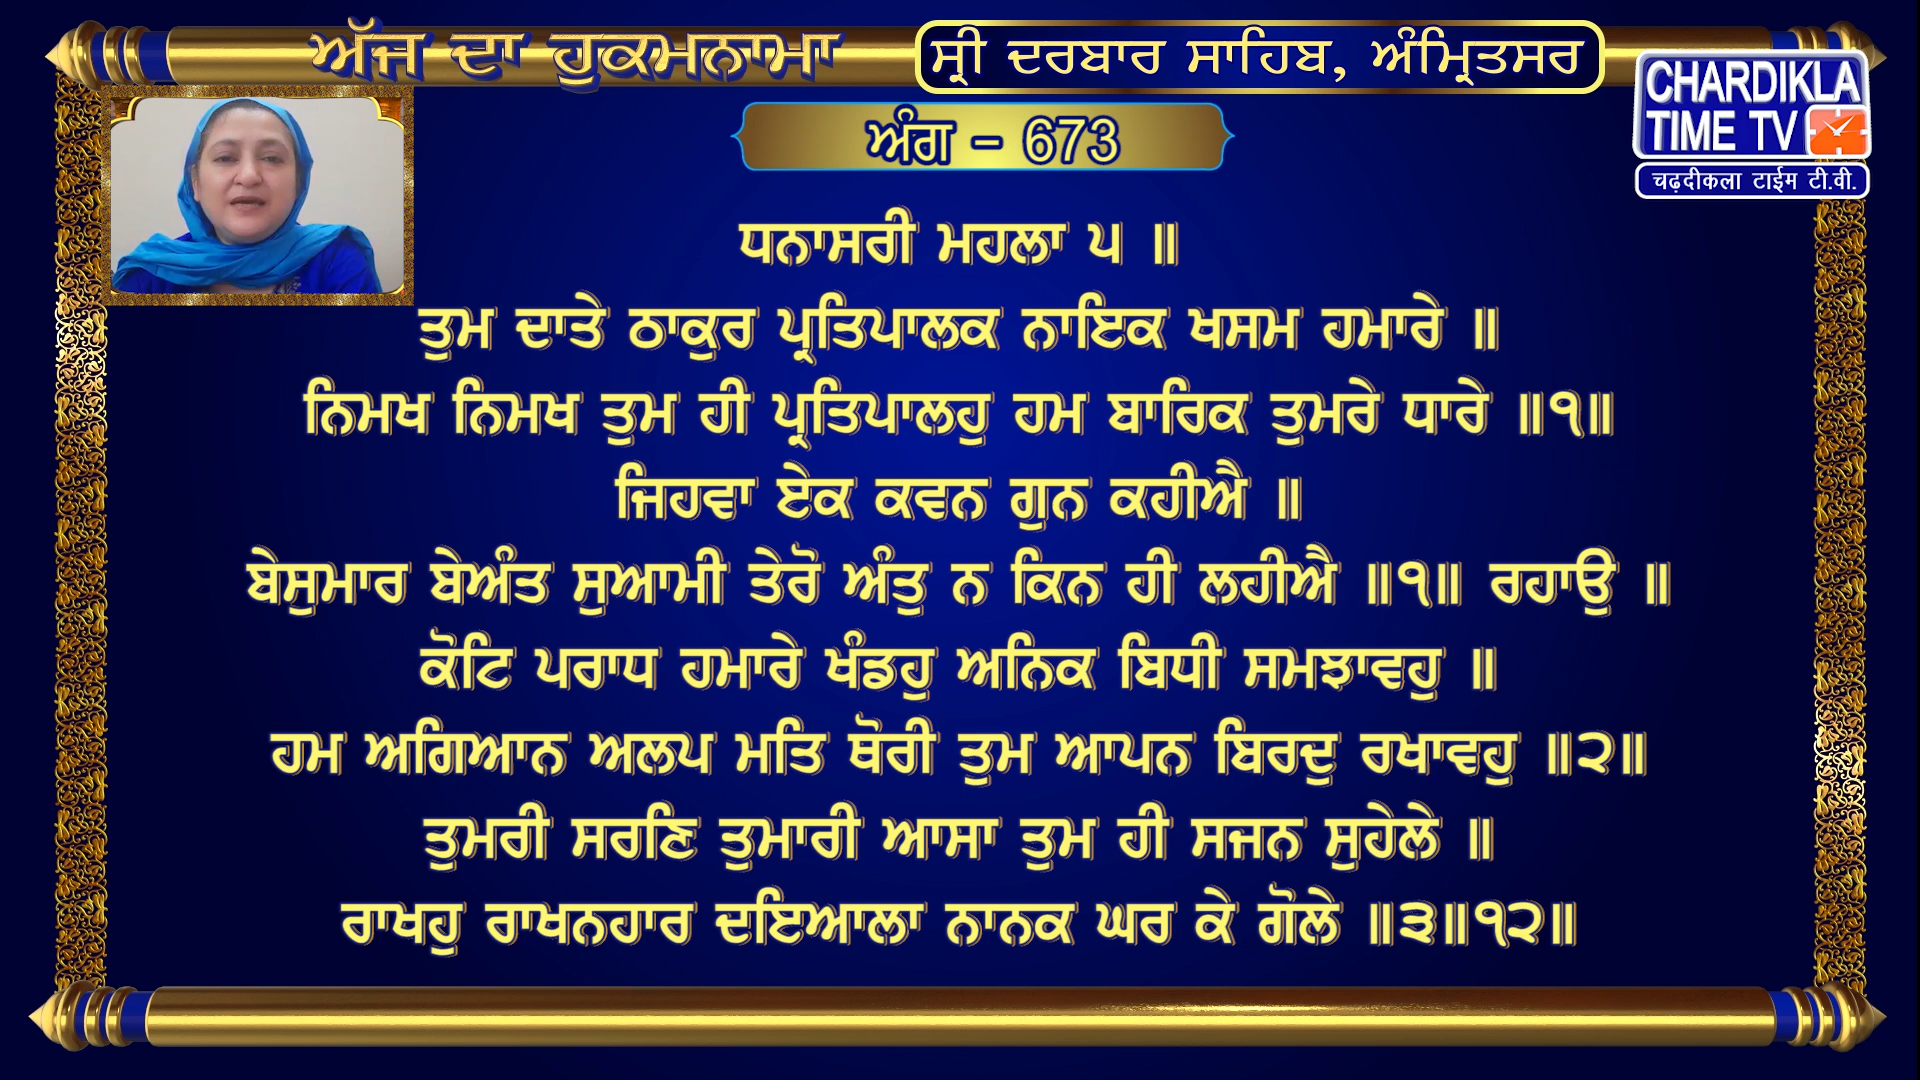 ਅੱਜ ਦਾ ਹੁਕਮਨਾਮਾ
ਸ੍ਰੀ ਦਰਬਾਰ ਸਾਹਿਬ, ਅੰਮ੍ਰਿਤਸਰ
CHARDIKLA
TIME TV
चढ़दीकला टाईम टी.वी.
ਅੰਗ - 673
ਧਨਾਸਰੀ ਮਹਲਾ ੫ ॥
ਤੁਮ ਦਾਤੇ ਠਾਕੁਰ ਪ੍ਰਤਿਪਾਲਕ ਨਾਇਕ ਖਸਮ ਹਮਾਰੇ ॥
ਨਿਮਖ ਨਿਮਖ ਤੁਮ ਹੀ ਪ੍ਰਤਿਪਾਲਹੁ ਹਮ ਬਾਰਿਕ ਤੁਮਰੇ ਧਾਰੇ ॥੧॥
ਜਿਹਵਾ ਏਕ ਕਵਨ ਗੁਨ ਕਹੀਐ ॥
ਬੇਸੁਮਾਰ ਬੇਅੰਤ ਸੁਆਮੀ ਤੇਰੋ ਅੰਤੁ ਨ ਕਿਨ ਹੀ ਲਹੀਐ ॥੧॥ ਰਹਾਉ ॥
ਕੋਟਿ ਪਰਾਧ ਹਮਾਰੇ ਖੰਡਹੁ ਅਨਿਕ ਬਿਧੀ ਸਮਝਾਵਹੁ ॥
ਹਮ ਅਗਿਆਨ ਅਲਪ ਮਤਿ ਥੋਰੀ ਤੁਮ ਆਪਨ ਬਿਰਦੁ ਰਖਾਵਹੁ ॥੨॥
ਤੁਮਰੀ ਸਰਣਿ ਤੁਮਾਰੀ ਆਸਾ ਤੁਮ ਹੀ ਸਜਨ ਸੁਹੇਲੇ ॥
ਰਾਖਹੁ ਰਾਖਨਹਾਰ ਦਇਆਲਾ ਨਾਨਕ ਘਰ ਕੇ ਗੋਲੇ ॥੩॥੧੨॥